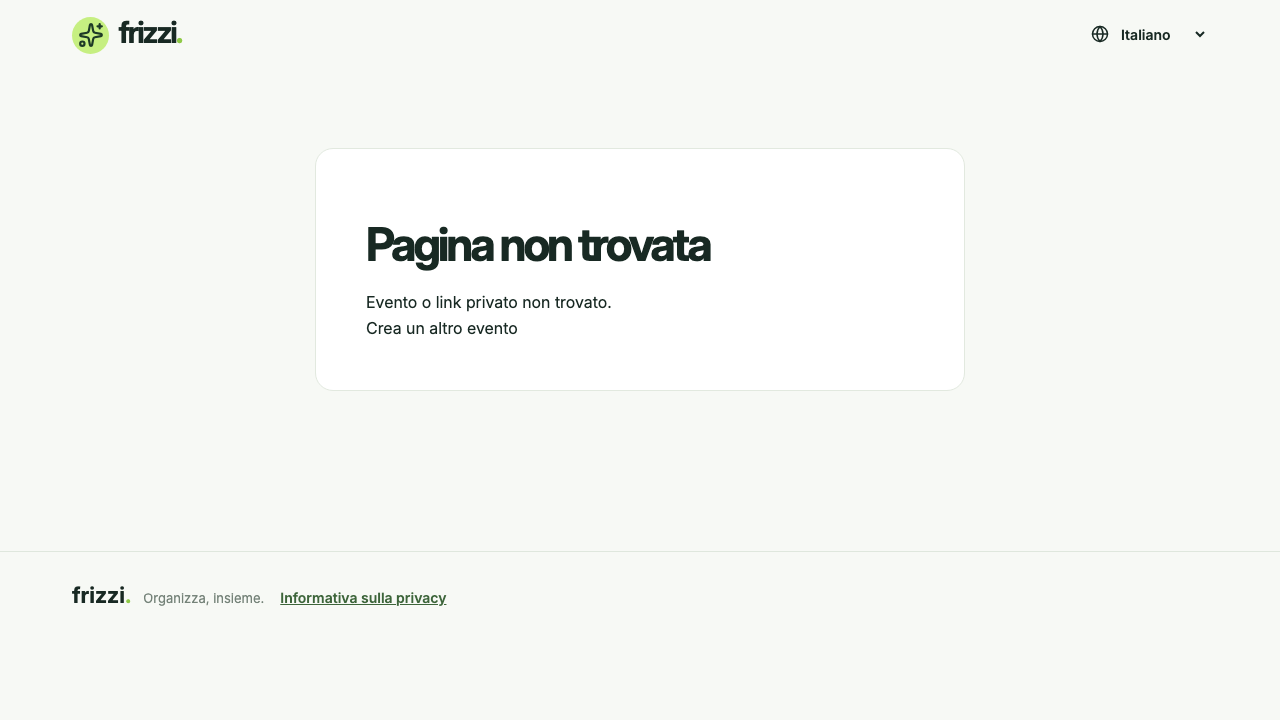 frizzi.
Italiano
Pagina non trovata
Evento o link privato non trovato.
Crea un altro evento
frizzi. Organizza, insieme. Informativa sulla privacy